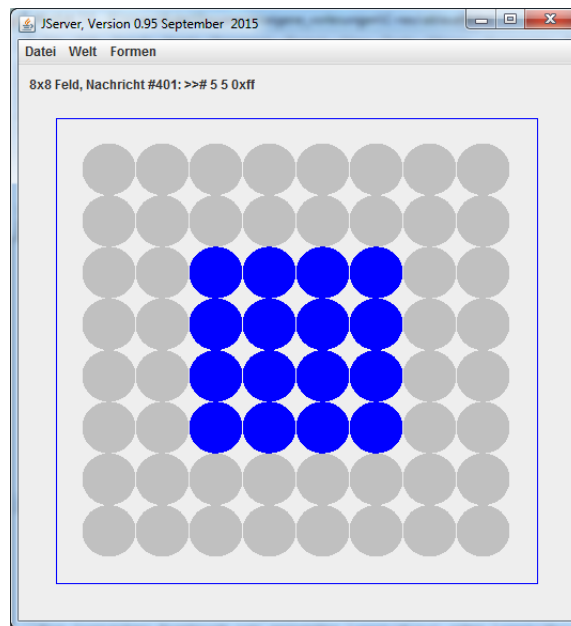 JServer, Version 0.95 September 2015
Datei Welt Formen
8x8 Feld, Nachricht #401: >># 5 5 0xff